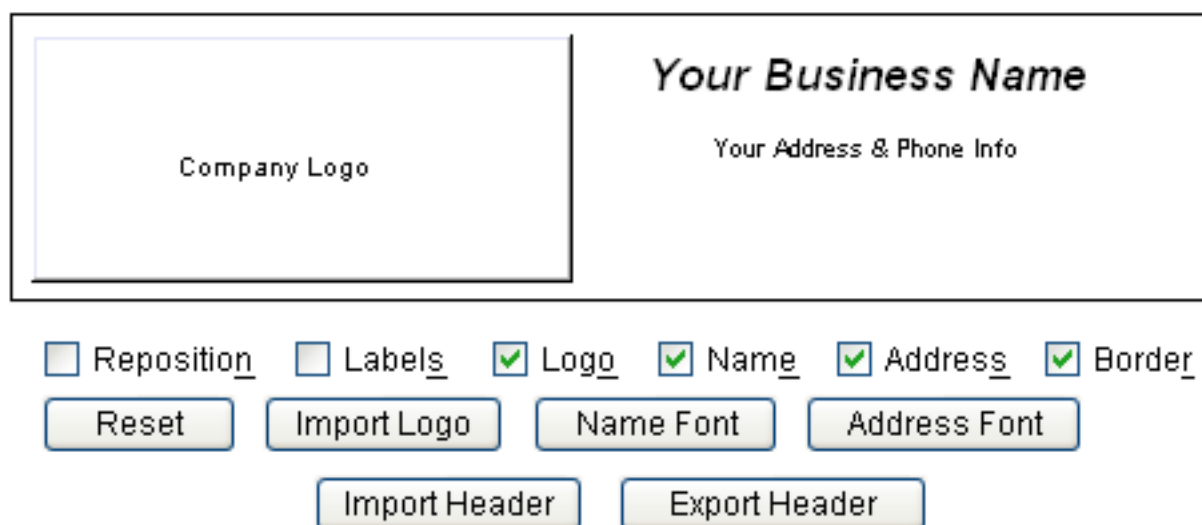 Your Business Name
Your Address & Phone Info
Company Logo
Reposition Labels Logo Name Address Border
Reset Import Logo Name Font Address Font
Import Header Export Header